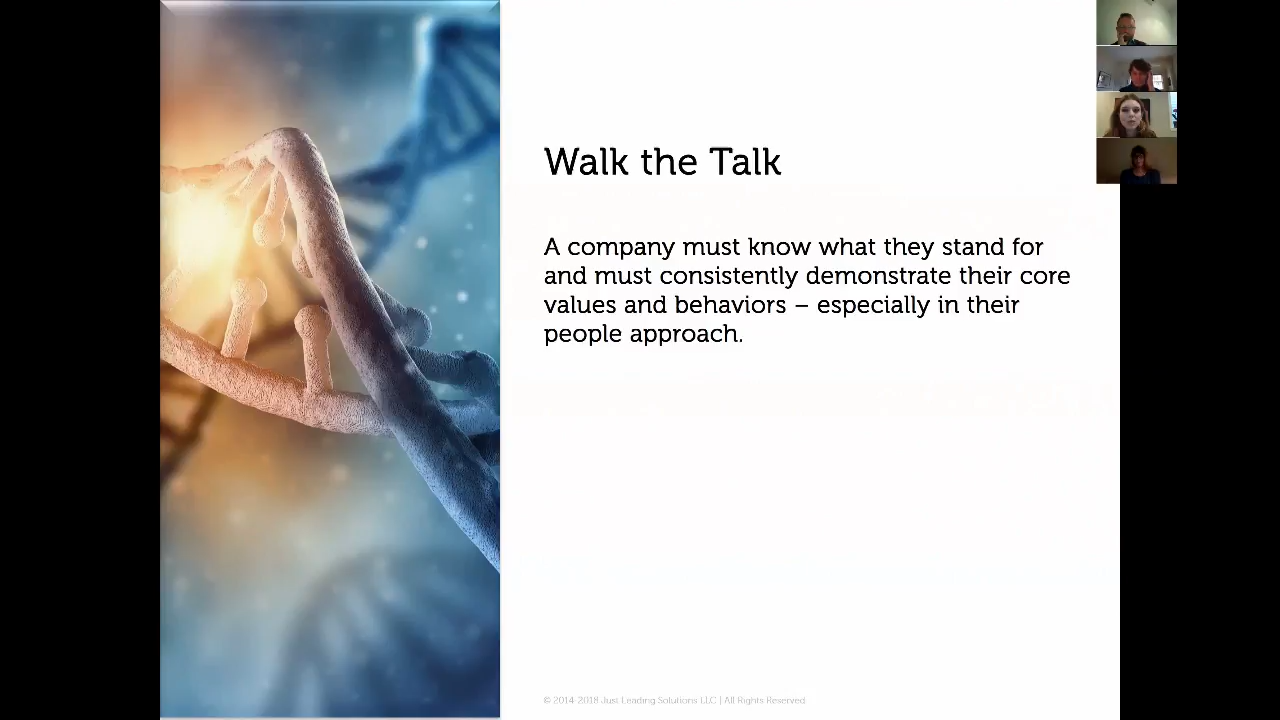 Walk the Talk
A company must know what they stand for
and must consistently demonstrate their core
values and behaviors – especially in their
people approach.
© 2014-2018 Just Leading Solutions LLC | All Rights Reserved